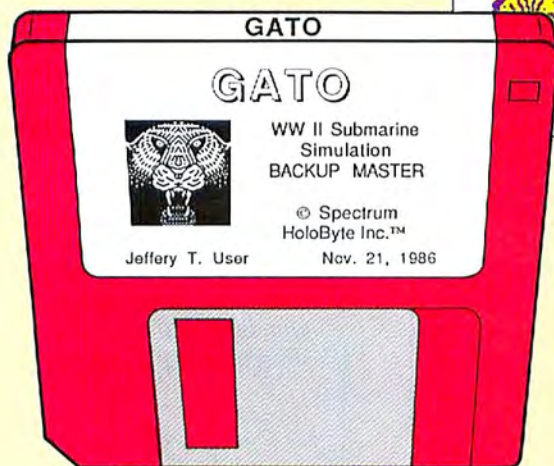 GATO
GATO
WW II Submarine
Simulation
BACKUP MASTER
© Spectrum
HoloByte Inc.™
Jeffery T. User
Nov. 21, 1986